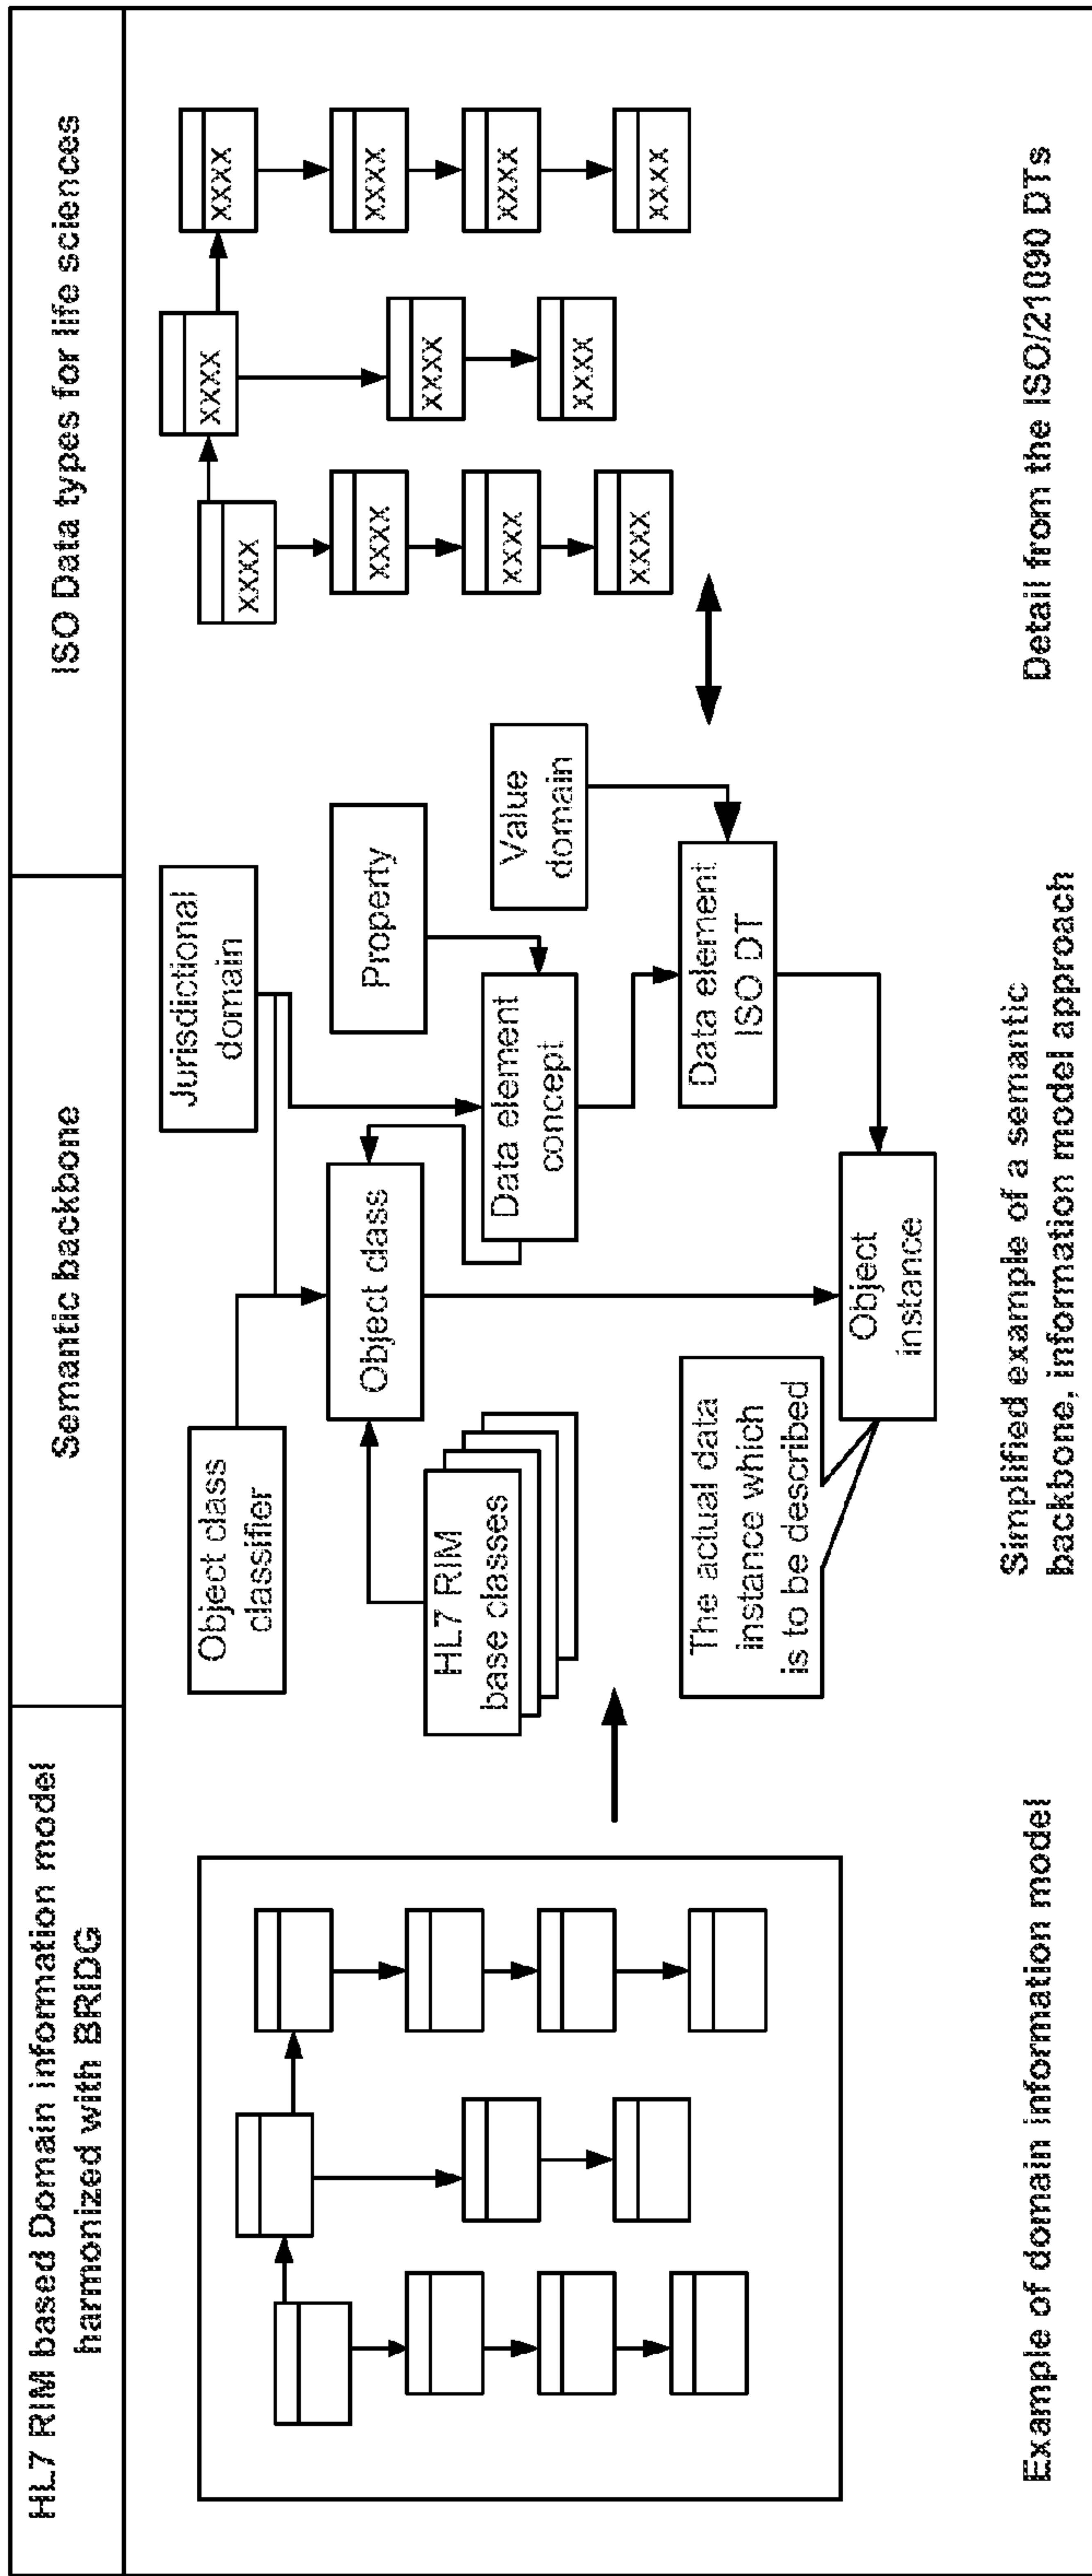 HL7 RIM based Domain information model
harmonized with BRIDG
Semantic backbone
ISO Data types for life sciences
Object class
classifier
Jurisdictional
domain
HL7 RIM
base classes
Object class
Property
Data element
concept
Value
domain
The actual data
instance which
is to be described
Data element
ISO DT
Object
instance
xxxx
xxxx
xxxx
xxxx
xxxx
xxxx
xxxx
xxxx
xxxx
xxxx
xxxx
Example of domain information model
Simplified example of a semantic
backbone, information model approach
Detail from the ISO/21090 DTs